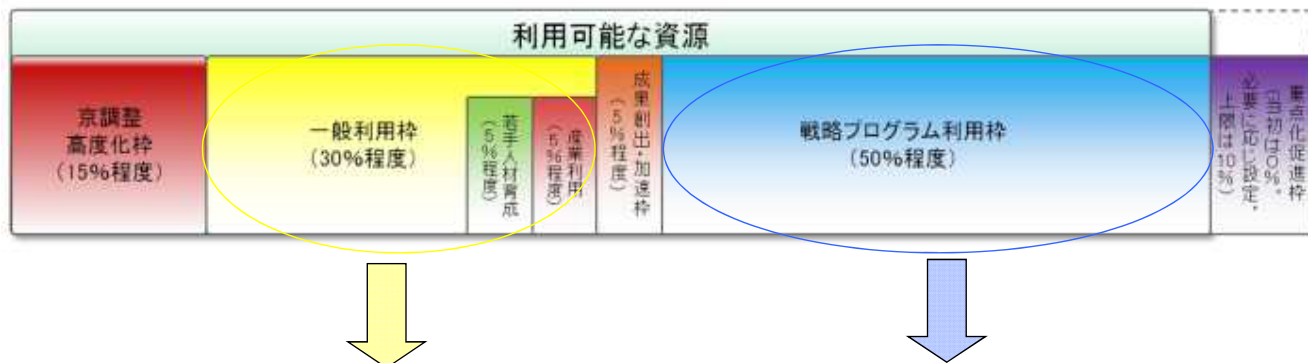 利用可能な資源
京調整
高度化枠
(15%程度)
一般利用枠
(30%程度)
若手人材育成
(5%程度)
産業利用
(5%程度)
成果創出・加速枠
(5%程度)
戦略プログラム利用枠
(50%程度)
重点化促進枠
(当初は0%。
必要に応じ設定，
上限は10%)